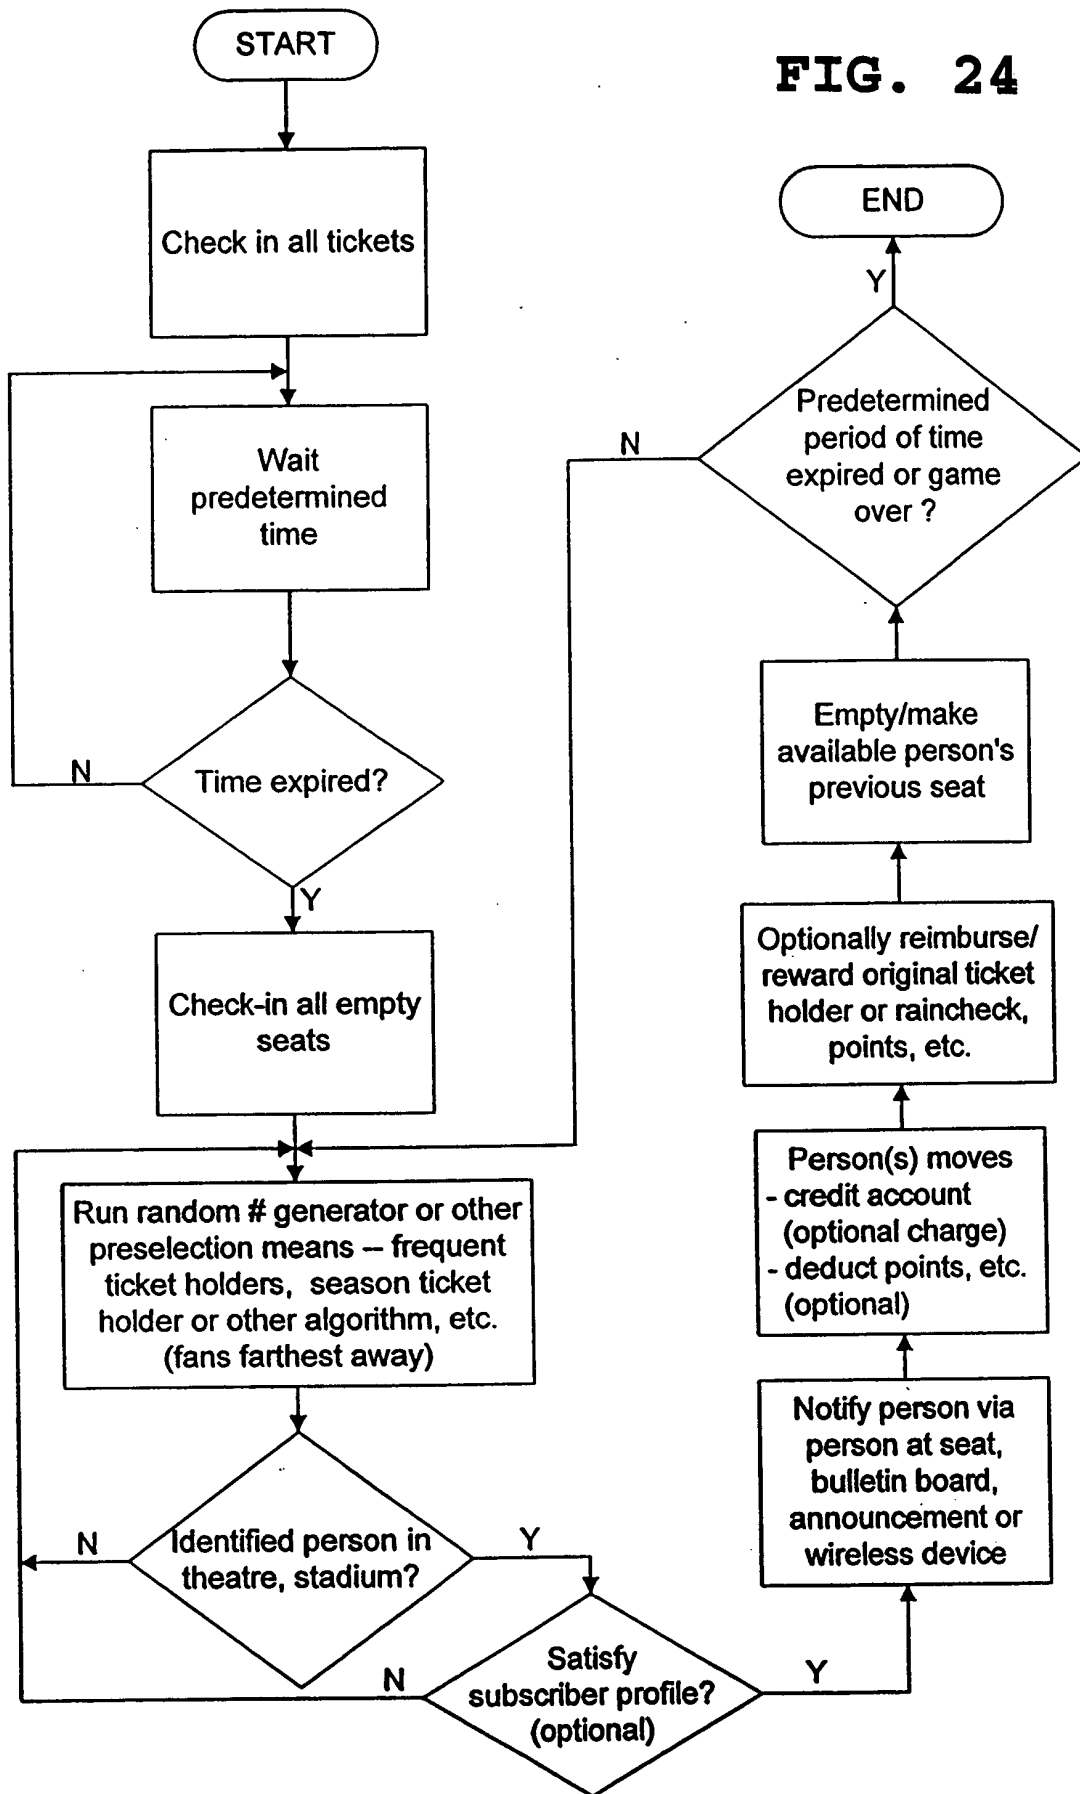 START
FIG. 24
Check in all tickets
Wait
predetermined
time
Time expired?
N
Y
Check-in all empty
seats
Run random # generator or other
preselection means – frequent
ticket holders, season ticket
holder or other algorithm, etc.
(fans farthest away)
Identified person in
theatre, stadium?
N
Y
Satisfy
subscriber profile?
(optional)
N
Y
Notify person via
person at seat,
bulletin board,
announcement or
wireless device
Person(s) moves
- credit account
(optional charge)
- deduct points, etc.
(optional)
Optionally reimburse/
reward original ticket
holder or raincheck,
points, etc.
Empty/make
available person's
previous seat
Predetermined
period of time
expired or game
over ?
N
Y
END